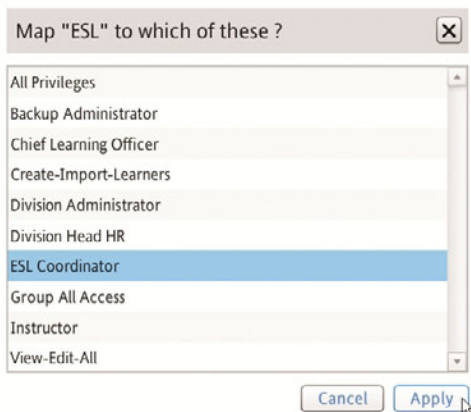 Map "ESL" to which of these ?
All Privileges
Backup Administrator
Chief Learning Officer
Create-Import-Learners
Division Administrator
Division Head HR
ESL Coordinator
Group All Access
Instructor
View-Edit-All
Cancel Apply